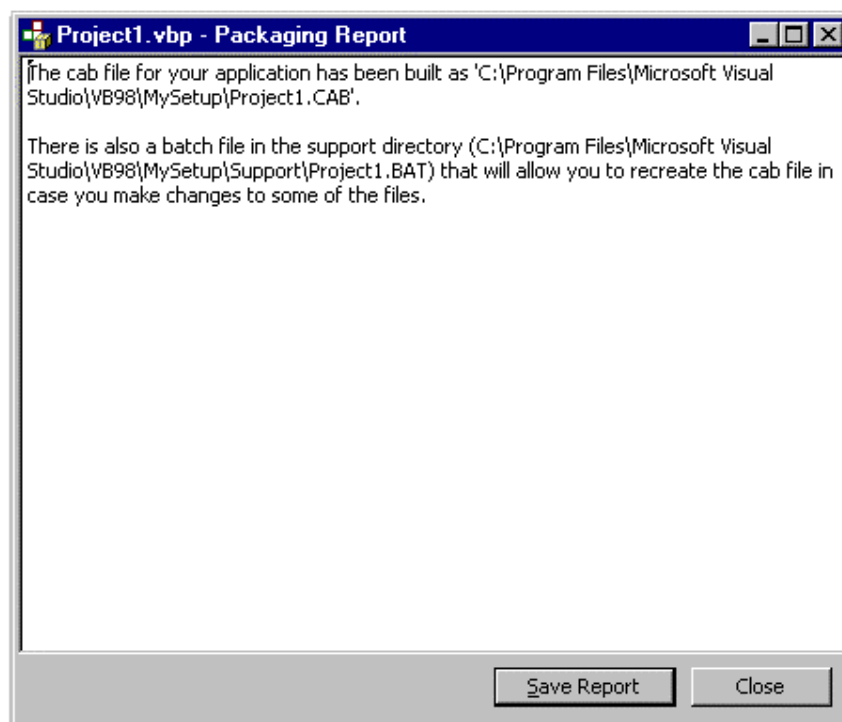 Project1.vbp - Packaging Report
The cab file for your application has been built as 'C:\Program Files\Microsoft Visual
Studio\VB98\MySetup\Project1.CAB'.
There is also a batch file in the support directory (C:\Program Files\Microsoft Visual
Studio\VB98\MySetup\Support\Project1.BAT) that will allow you to recreate the cab file in
case you make changes to some of the files.
Save Report Close